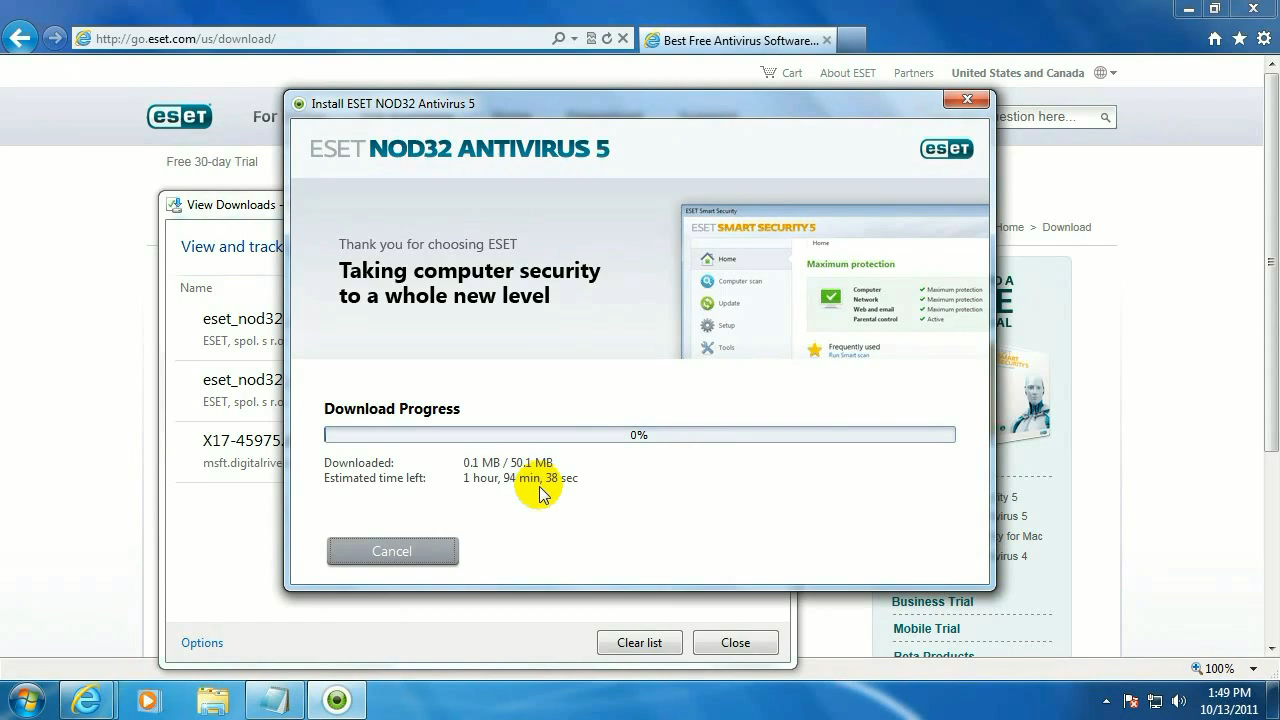 http://go.eset.com/us/download/
Best Free Antivirus Software...
Cart
About ESET
Partners
United States and Canada
eset
For
estion here...
Free 30-day Trial
Install ESET NOD32 Antivirus 5
ESET NOD32 ANTIVIRUS 5
eset
View Downloads -
View and track
Name
eset_nod32
ESET, spol. s r.o
eset_nod32
ESET, spol. s r.o
X17-45975.
msft.digitalrive
Thank you for choosing ESET
Taking computer security
to a whole new level
ESET Smart Security
ESET SMART SECURITY 5
Home
Computer scan
Update
Setup
Tools
Home
Maximum protection
Computer
Maximum protection
Network
Maximum protection
Web and email
Maximum protection
Parental control
Active
Frequently used
Run Smart scan
Download Progress
0%
Downloaded: 0.1 MB / 50.1 MB
Estimated time left: 1 hour, 94 min, 38 sec
Cancel
Options
Clear list
Close
Home > Download
D A
E
AL
ity 5
virus 5
ty for Mac
virus 4
Business Trial
Mobile Trial
Beta Products
100%
1:49 PM
10/13/2011